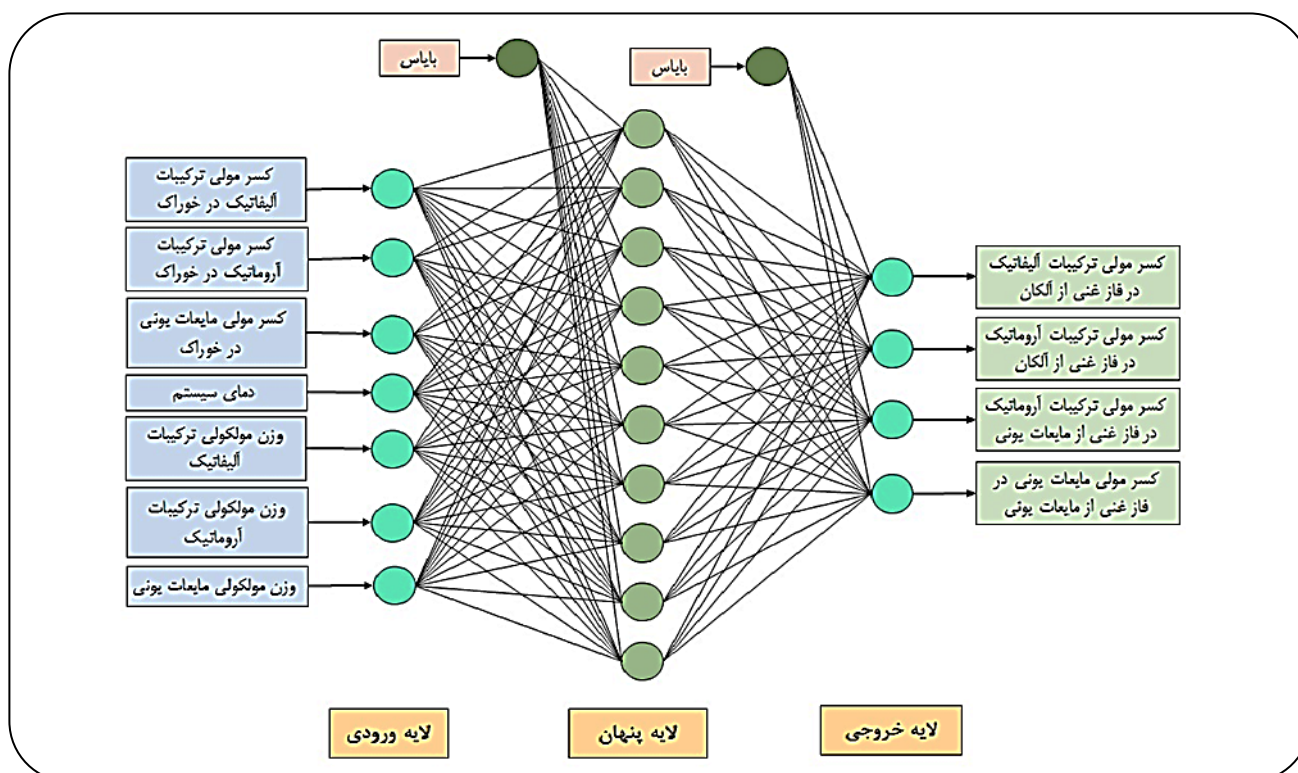 بایاس
بایاس
کسر مولی ترکیبات
آلیفاتیک در خوراک
کسر مولی ترکیبات
آروماتیک در خوراک
کسر مولی مایعات یونی
در خوراک
دمای سیستم
وزن مولکولی ترکیبات
آلیفاتیک
وزن مولکولی ترکیبات
آروماتیک
وزن مولکولی مایعات یونی
کسر مولی ترکیبات آلیفاتیک
در فاز غنی از آلکان
کسر مولی ترکیبات آروماتیک
در فاز غنی از آلکان
کسر مولی ترکیبات آروماتیک
در فاز غنی از مایعات یونی
کسر مولی مایعات یونی در
فاز غنی از مایعات یونی
لایه ورودی
لایه پنهان
لایه خروجی